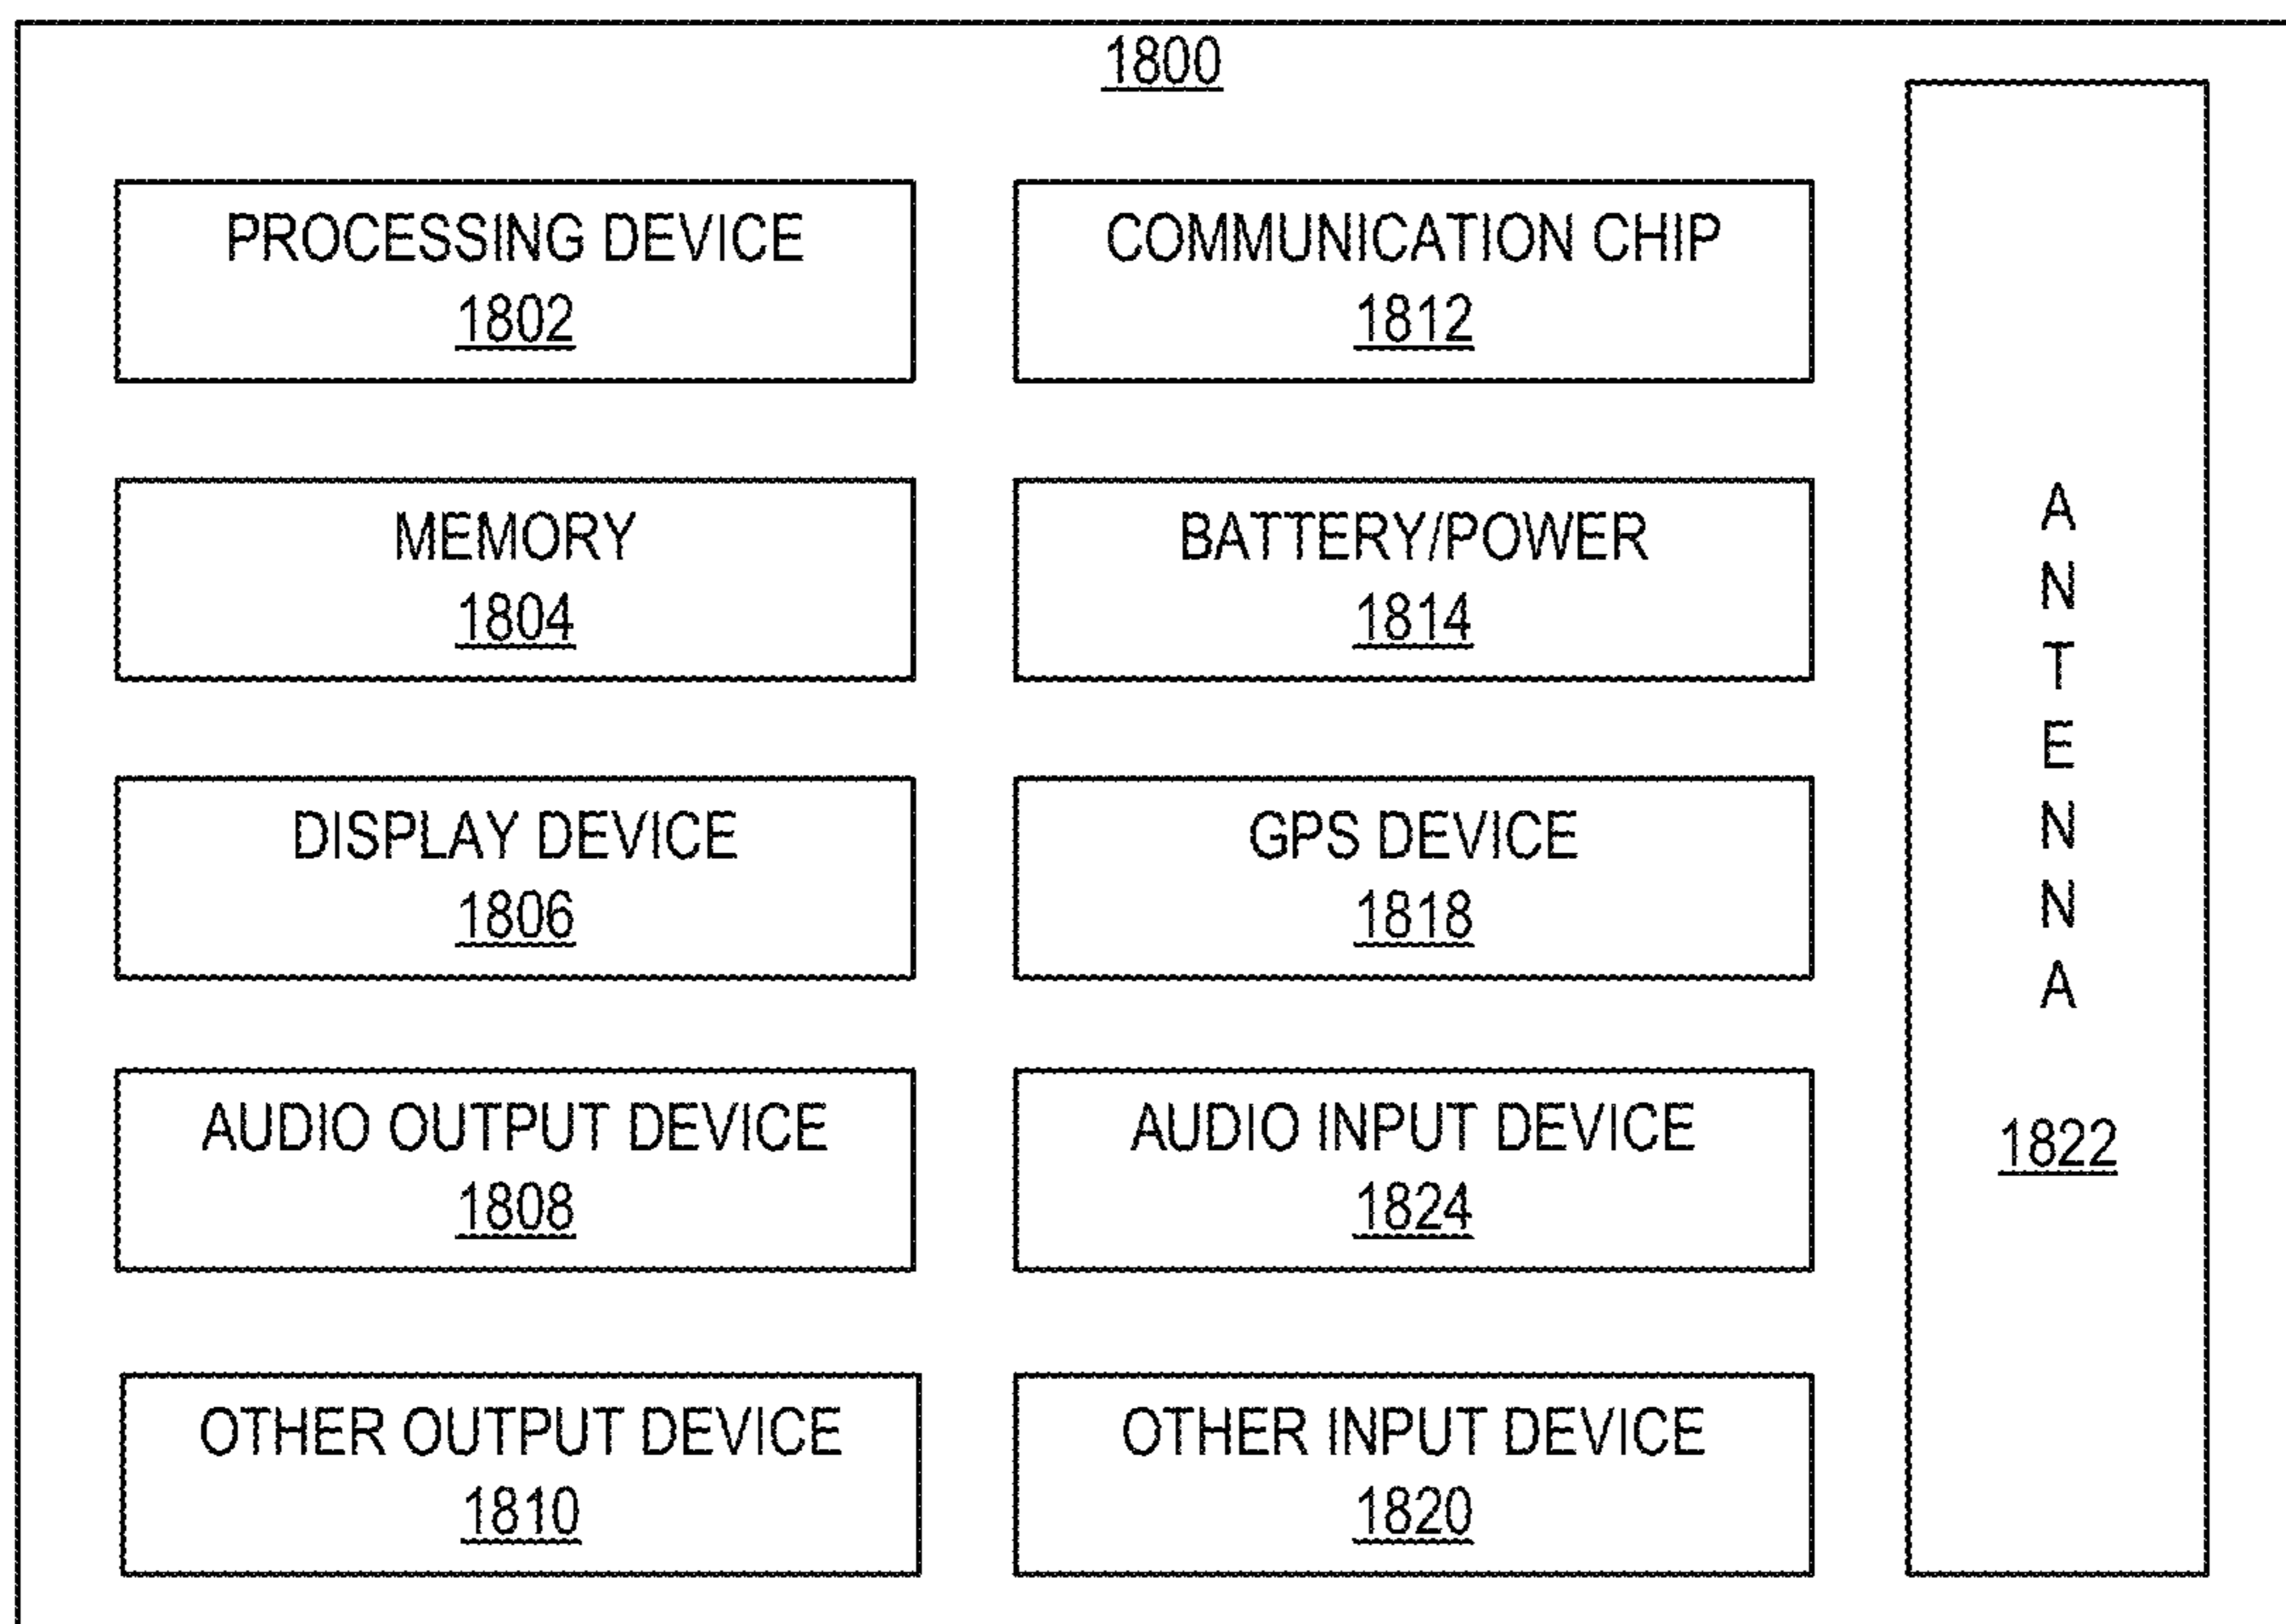 1800
PROCESSING DEVICE
1802
COMMUNICATION CHIP
1812
MEMORY
1804
BATTERY/POWER
1814
DISPLAY DEVICE
1806
GPS DEVICE
1818
AUDIO OUTPUT DEVICE
1808
AUDIO INPUT DEVICE
1824
OTHER OUTPUT DEVICE
1810
OTHER INPUT DEVICE
1820
A
N
T
E
N
N
A
1822